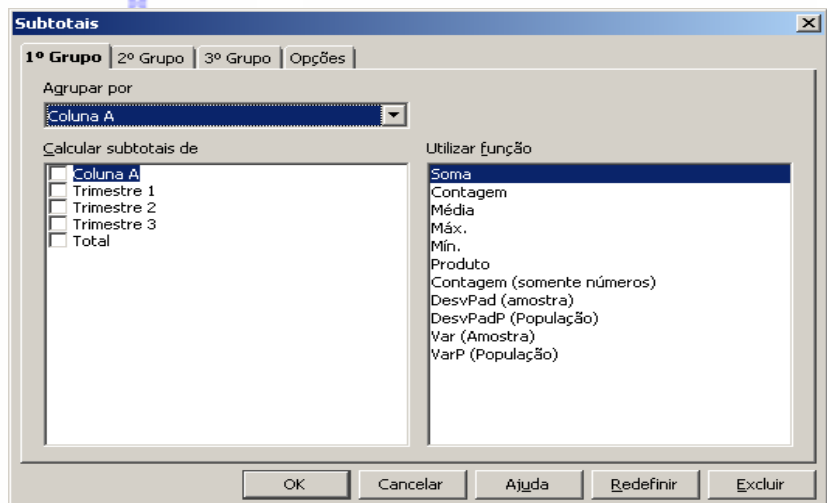 Subtotais
1º Grupo 2º Grupo 3º Grupo Opções
Agrupar por
Coluna A
Calcular subtotais de
Coluna A
Trimestre 1
Trimestre 2
Trimestre 3
Total
Utilizar função
Soma
Contagem
Média
Máx.
Mín.
Produto
Contagem (somente números)
DesvPad (amostra)
DesvPadP (População)
Var (Amostra)
VarP (População)
OK Cancelar Ajuda Redefinir Excluir